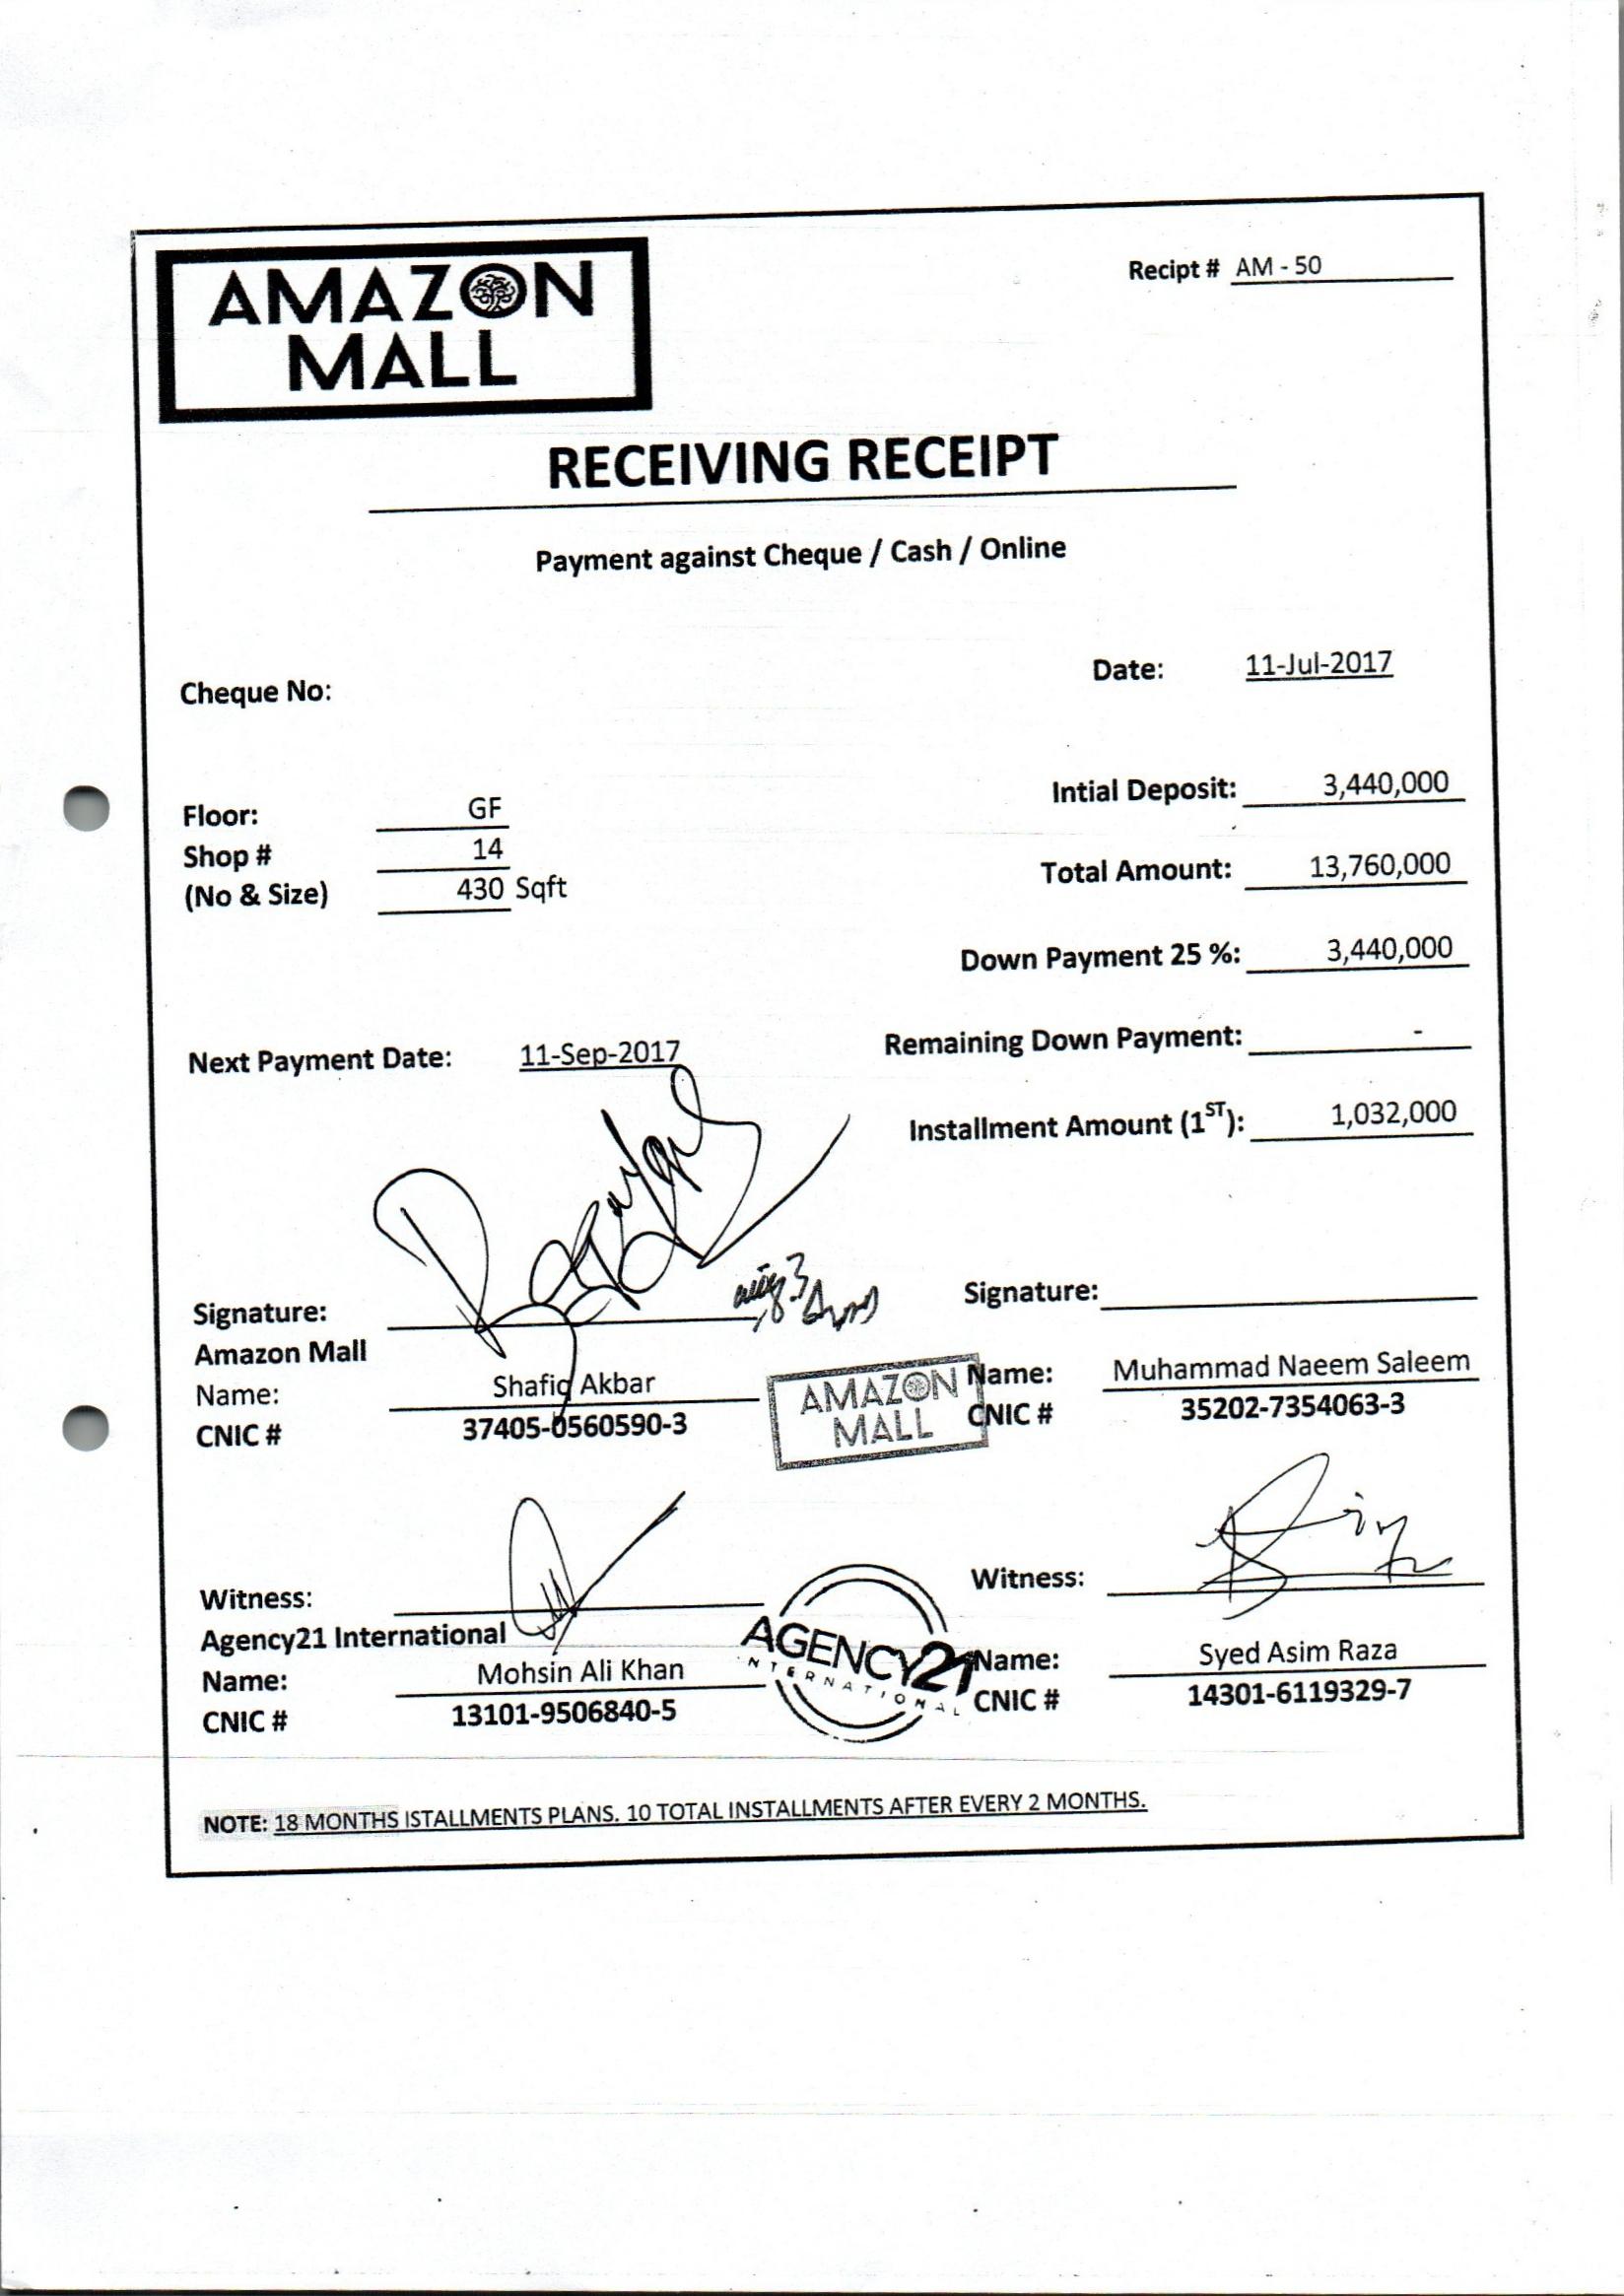 AMAZON
MALL
Recipt # AM - 50
RECEIVING RECEIPT
Payment against Cheque / Cash / Online
Cheque No:
Date: 11-Jul-2017
Floor: GF
Intial Deposit: 3,440,000
Shop # 14
(No & Size) 430 Sqft
Total Amount: 13,760,000
Down Payment 25 %: 3,440,000
Next Payment Date: 11-Sep-2017
Remaining Down Payment: -
Installment Amount (1ST): 1,032,000
Signature:
Signature:
Amazon Mall
Name: Shafiq Akbar
Name: Muhammad Naeem Saleem
CNIC # 37405-0560590-3
CNIC # 35202-7354063-3
AMAZON
MALL
Witness:
Witness:
Agency21 International
Name: Mohsin Ali Khan
Name: Syed Asim Raza
CNIC # 13101-9506840-5
CNIC # 14301-6119329-7
AGENCY21
INTERNATIONAL
NOTE: 18 MONTHS ISTALLMENTS PLANS. 10 TOTAL INSTALLMENTS AFTER EVERY 2 MONTHS.